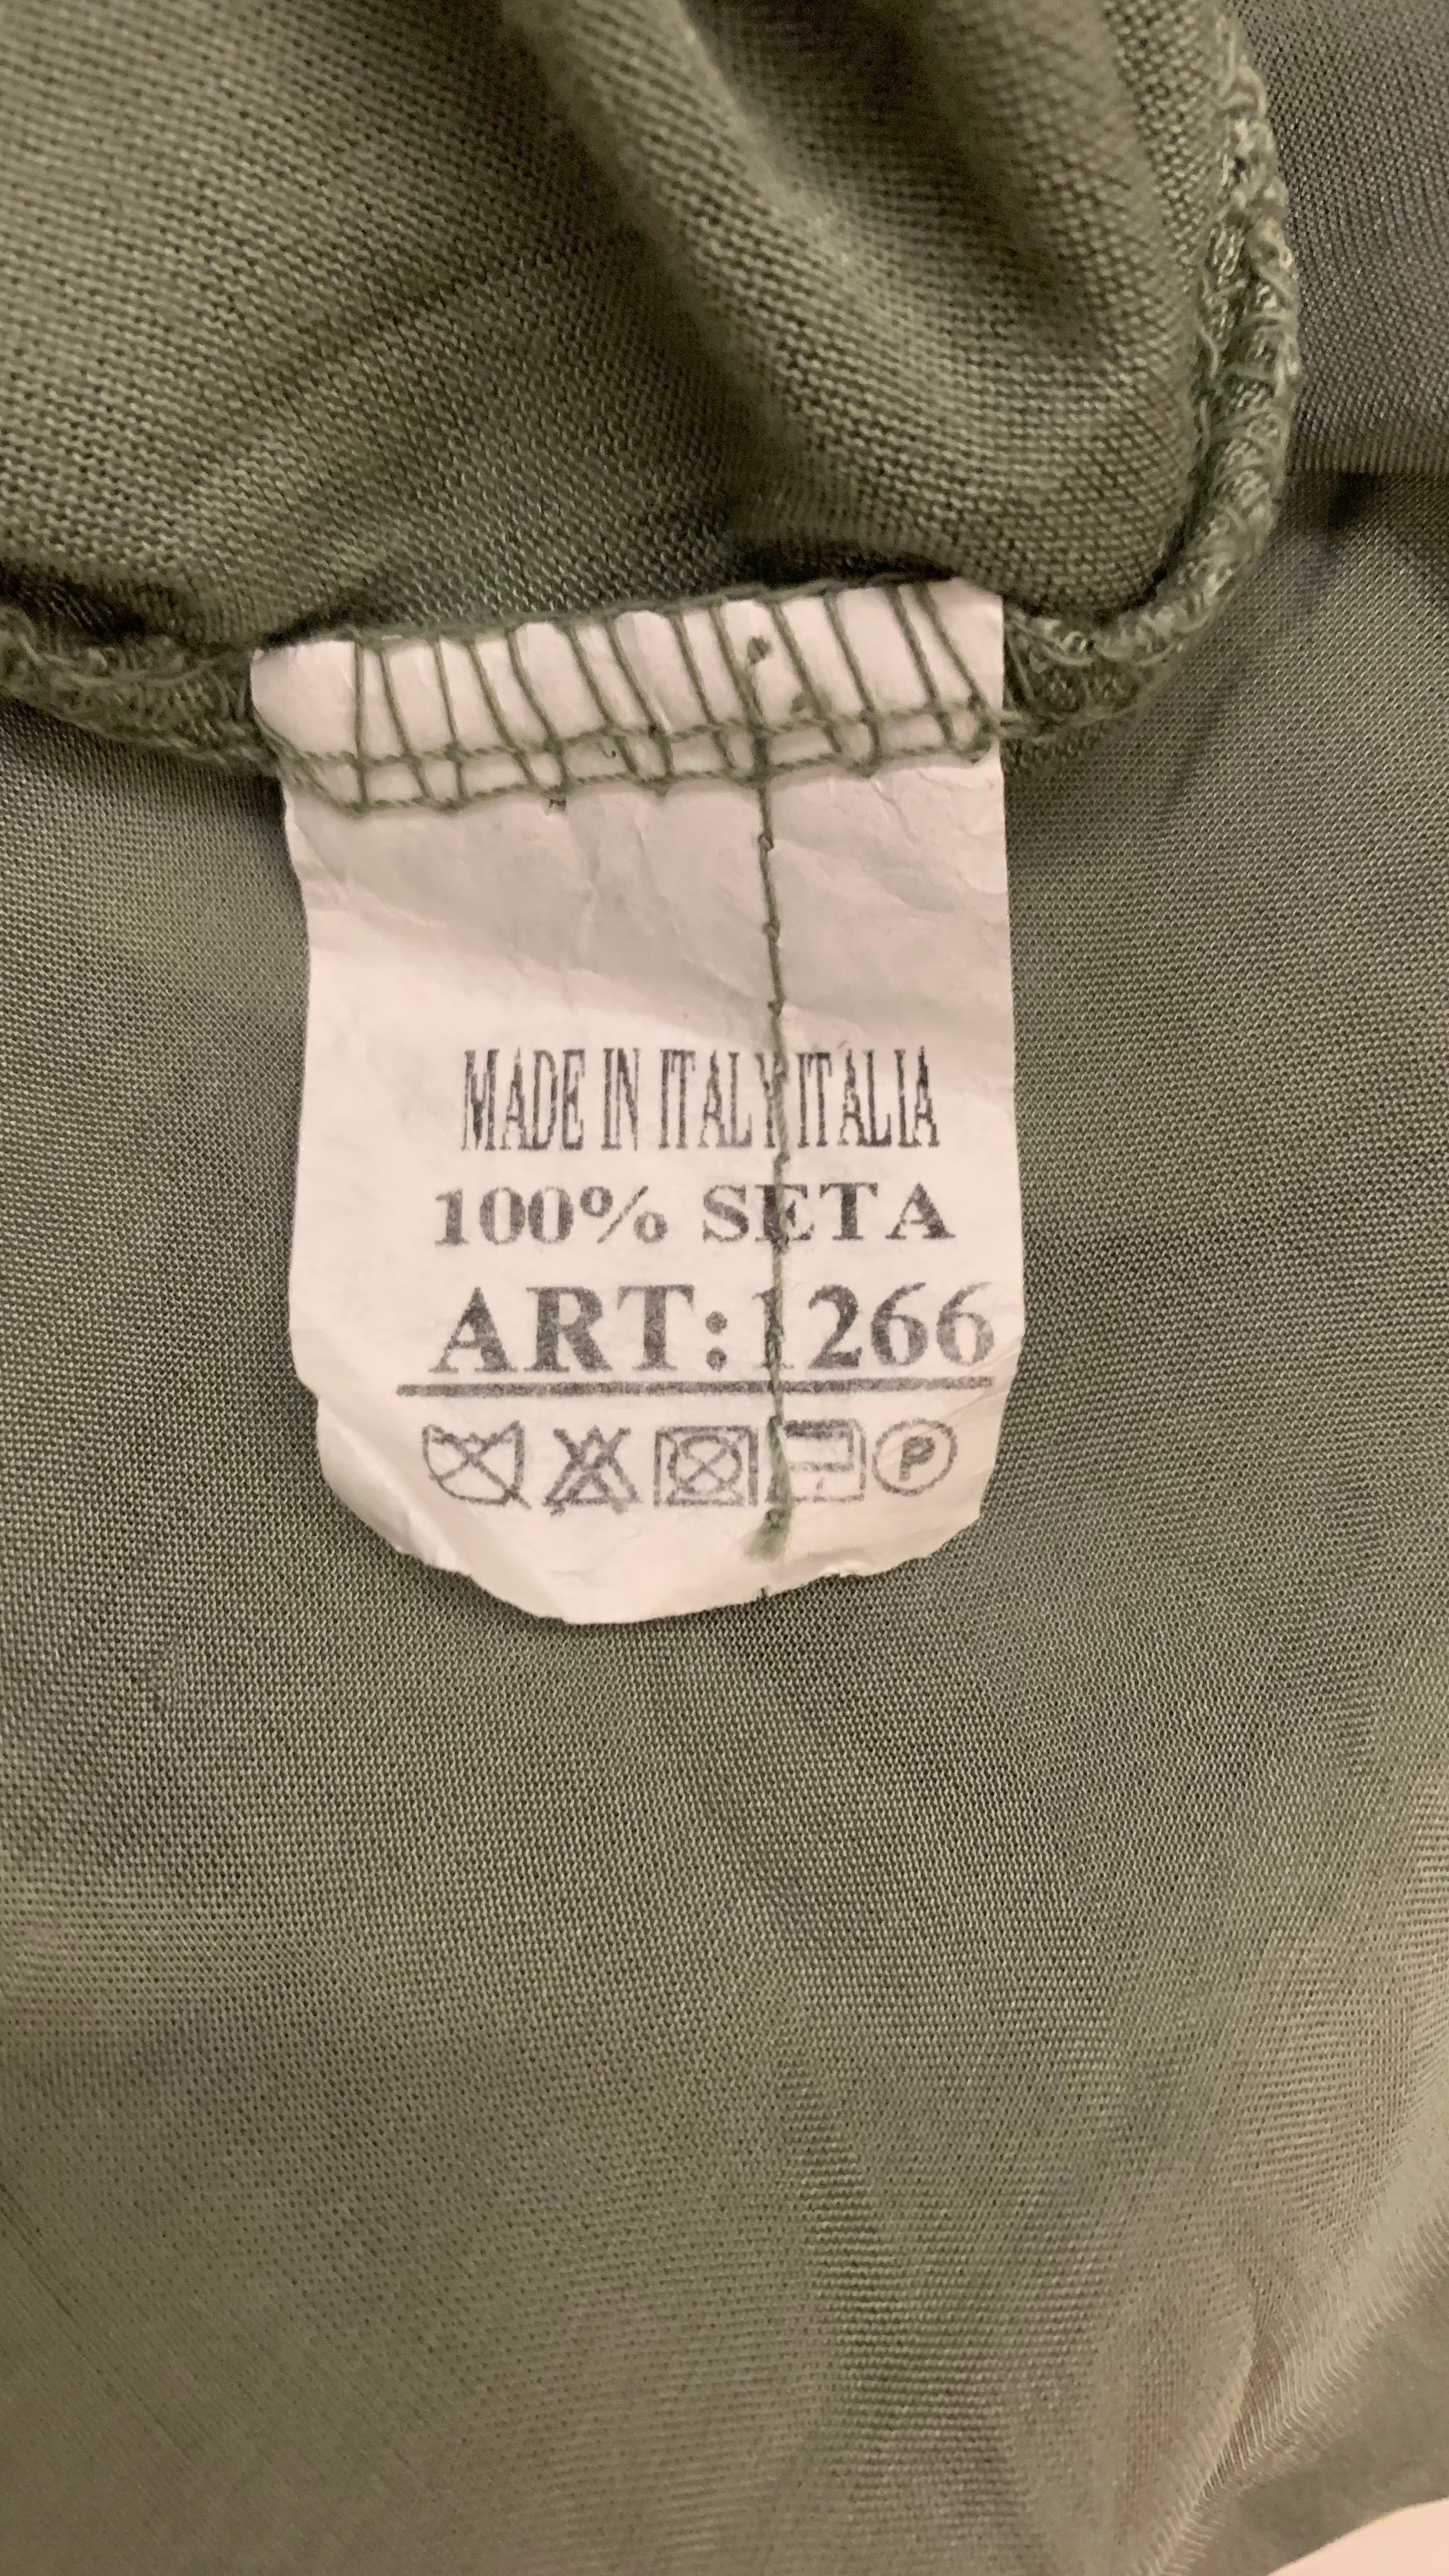 MADE IN ITALY ITALIA
100% SETA
ART:1266
P